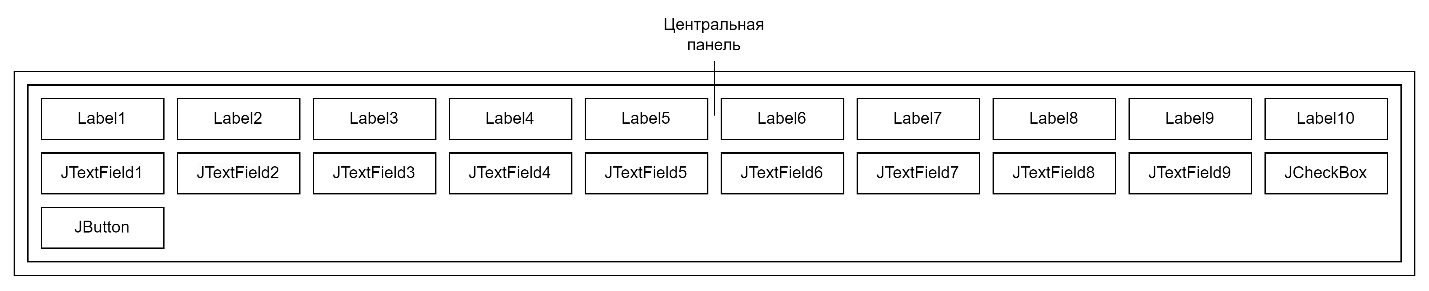 Центральная
панель
Label1 Label2 Label3 Label4 Label5 Label6 Label7 Label8 Label9 Label10
JTextField1 JTextField2 JTextField3 JTextField4 JTextField5 JTextField6 JTextField7 JTextField8 JTextField9 JCheckBox
JButton